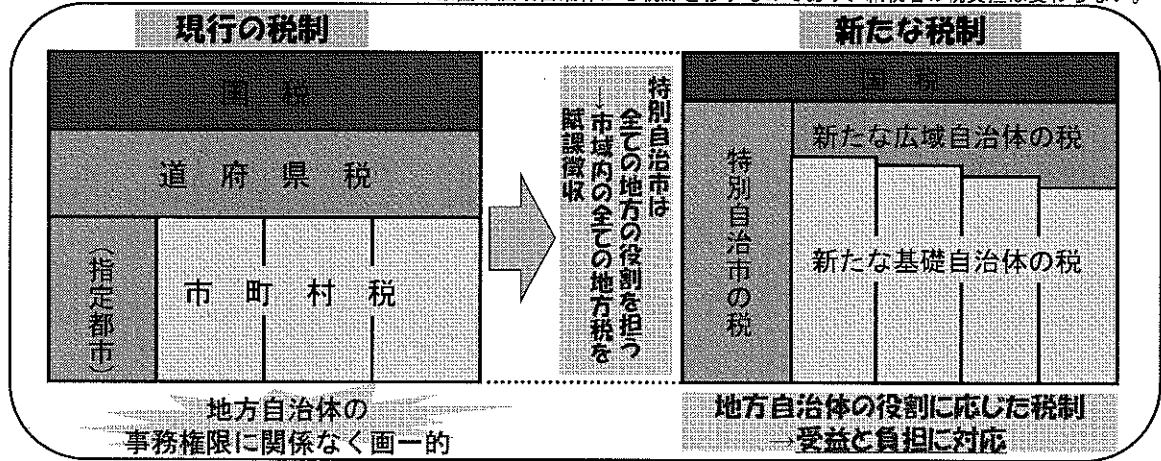 現行の税制
国税
道府県税
(指定都市)
市町村税
地方自治体の
事務権限に関係なく画一的
特別自治市は
全ての地方の役割を担う
→市域内の全ての地方税を
賦課徴収
新たな税制
国税
特別自治市の税
新たな広域自治体の税
新たな基礎自治体の税
地方自治体の役割に応じた税制
→受益と負担に対応